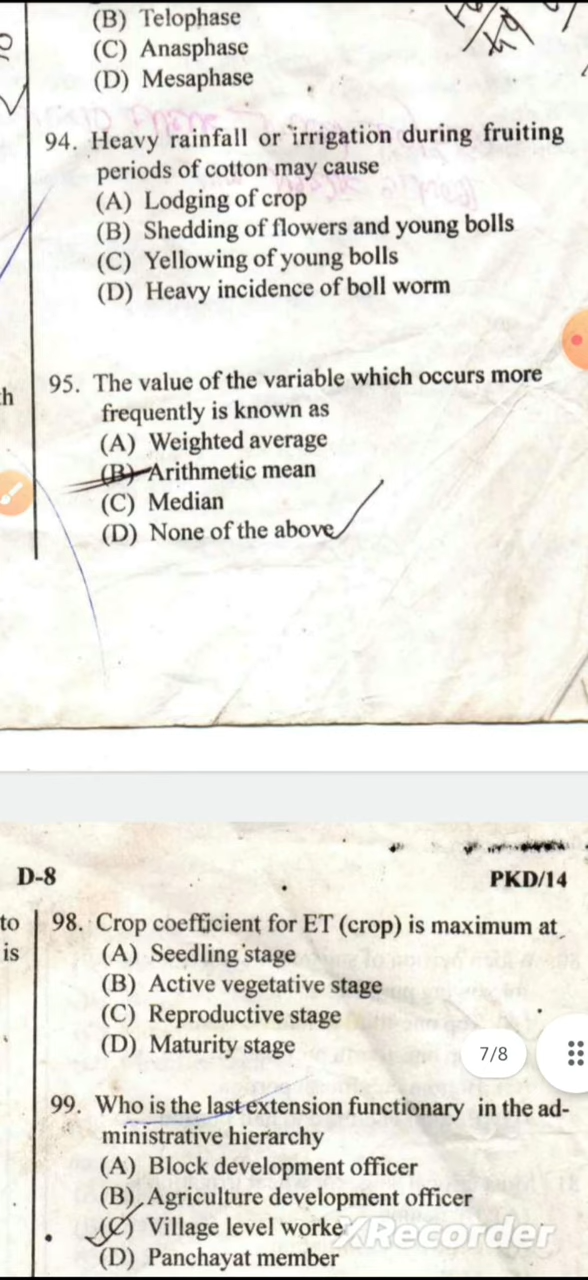 (B) Telophase
(C) Anasphase
(D) Mesaphase
94. Heavy rainfall or irrigation during fruiting
periods of cotton may cause
(A) Lodging of crop
(B) Shedding of flowers and young bolls
(C) Yellowing of young bolls
(D) Heavy incidence of boll worm
95. The value of the variable which occurs more
frequently is known as
(A) Weighted average
(B) Arithmetic mean
(C) Median
(D) None of the above
D-8
PKD/14
to
is
98. Crop coefficient for ET (crop) is maximum at
(A) Seedling stage
(B) Active vegetative stage
(C) Reproductive stage
(D) Maturity stage
7/8
99. Who is the last extension functionary in the ad-
ministrative hierarchy
(A) Block development officer
(B) Agriculture development officer
(C) Village level worke
XRecorder
(D) Panchayat member